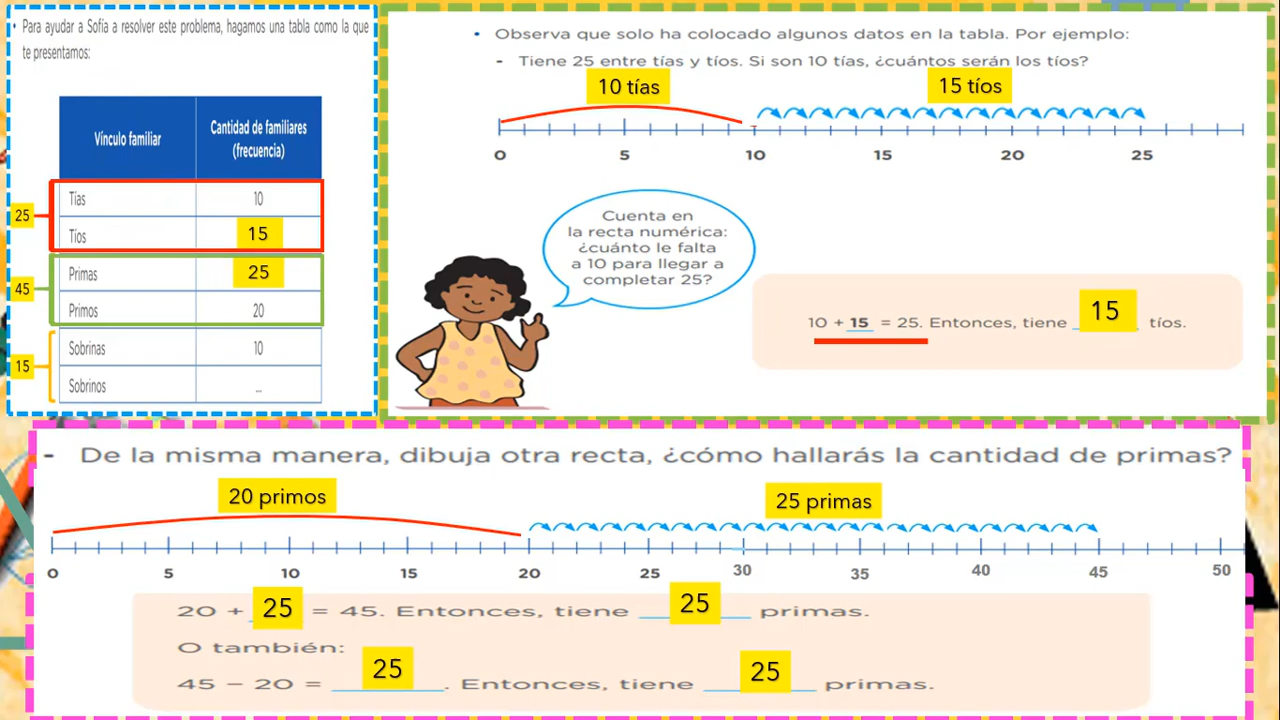 • Para ayudar a Sofía a resolver este problema, hagamos una tabla como la que
te presentamos:
Vínculo familiar
Cantidad de familiares
(frecuencia)
25
Tías 10
Tíos 15
45
Primas 25
Primos 20
15
Sobrinas 10
Sobrinos ...
• Observa que solo ha colocado algunos datos en la tabla. Por ejemplo:
- Tiene 25 entre tías y tíos. Si son 10 tías, ¿cuántos serán los tíos?
10 tías 15 tíos
0 5 10 15 20 25
Cuenta en
la recta numérica:
¿cuánto le falta
a 10 para llegar a
completar 25?
10 + 15 = 25. Entonces, tiene 15 tíos.
- De la misma manera, dibuja otra recta, ¿cómo hallarás la cantidad de primas?
20 primos 25 primas
0 5 10 15 20 25 30 35 40 45 50
20 + 25 = 45. Entonces, tiene 25 primas.
O también:
45 − 20 = 25. Entonces, tiene 25 primas.